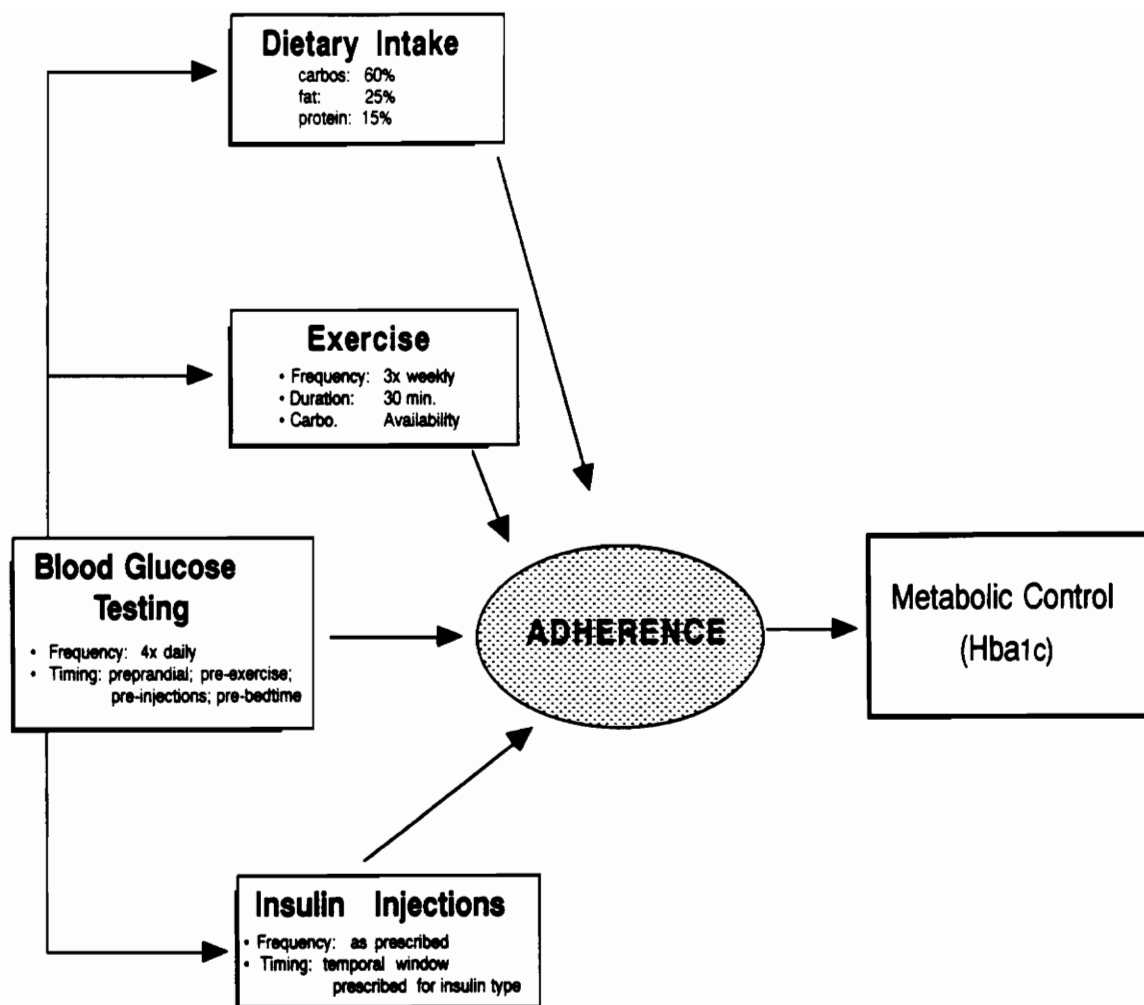 Dietary Intake
carbos: 60%
fat: 25%
protein: 15%
Exercise
• Frequency: 3x weekly
• Duration: 30 min.
• Carbo. Availability
Blood Glucose
Testing
• Frequency: 4x daily
• Timing: preprandial; pre-exercise;
pre-injections; pre-bedtime
ADHERENCE
Metabolic Control
(Hba1c)
Insulin Injections
• Frequency: as prescribed
• Timing: temporal window
prescribed for insulin type